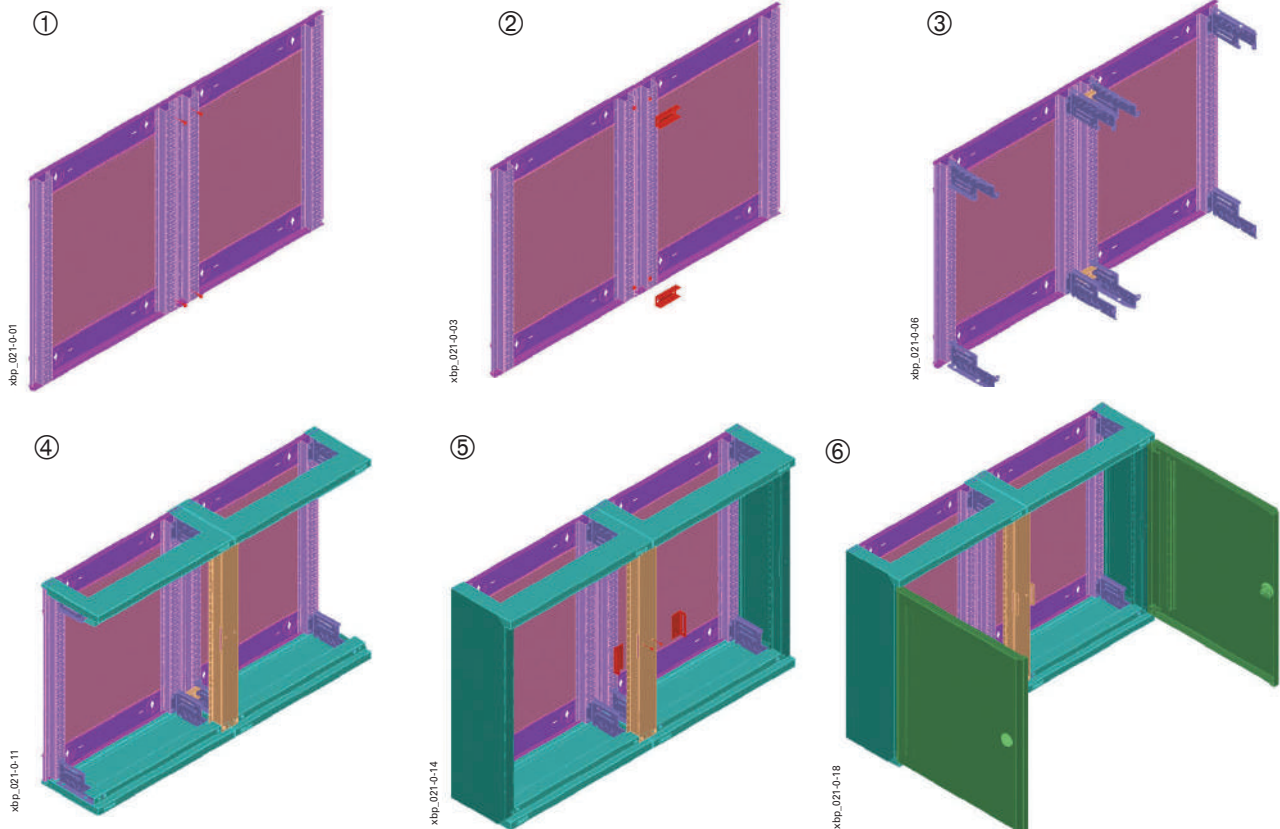 ①
②
③
xbp_021-0-01
xbp_021-0-03
xbp_021-0-06
④
⑤
⑥
xbp_021-0-11
xbp_021-0-14
xbp_021-0-18